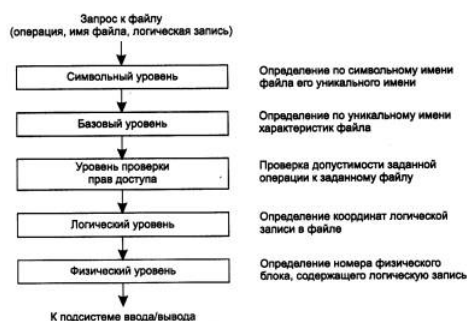 Запрос к файлу
(операция, имя файла, логическая запись)
Символьный уровень
Определение по символьному имени
файла его уникального имени
Базовый уровень
Определение по уникальному имени
характеристик файла
Уровень проверки
прав доступа
Проверка допустимости заданной
операции к заданному файлу
Логический уровень
Определение координат логической
записи в файле
Физический уровень
Определение номера физического
блока, содержащего логическую запись
К подсистеме ввода/вывода